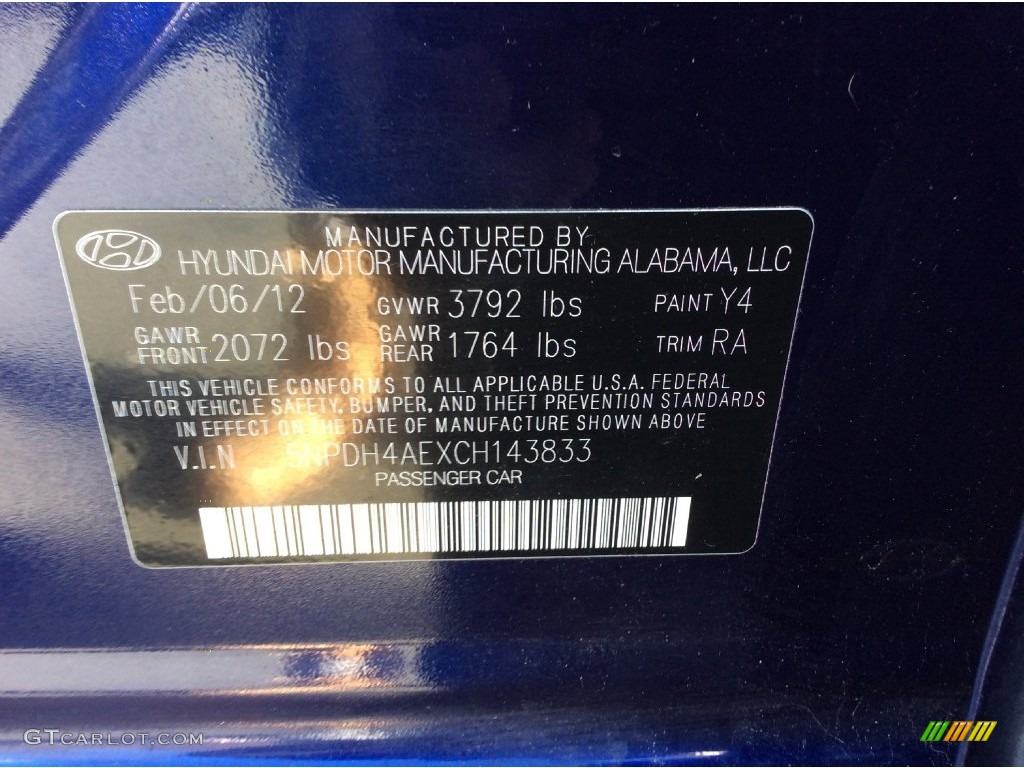 MANUFACTURED BY
HYUNDAI MOTOR MANUFACTURING ALABAMA, LLC
Feb/06/12 GVWR 3792 lbs PAINT Y4
GAWR FRONT 2072 lbs GAWR REAR 1764 lbs TRIM RA
THIS VEHICLE CONFORMS TO ALL APPLICABLE U.S.A. FEDERAL
MOTOR VEHICLE SAFETY, BUMPER, AND THEFT PREVENTION STANDARDS
IN EFFECT ON THE DATE OF MANUFACTURE SHOWN ABOVE
V.I.N 5NPDH4AEXCH143833
PASSENGER CAR
GTCARLOT.COM